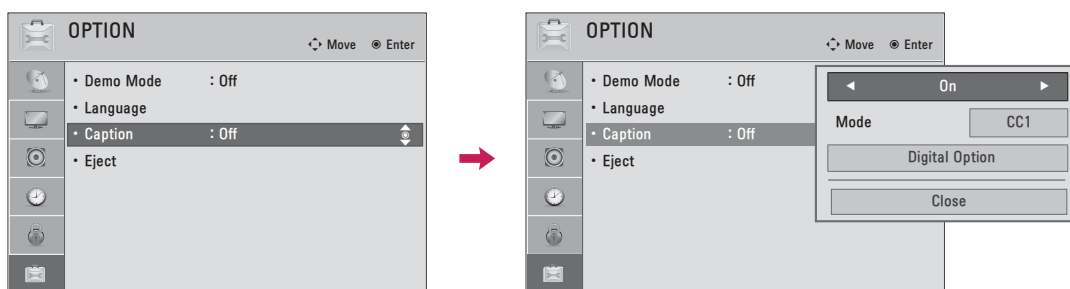 OPTION
Move Enter
• Demo Mode : Off
• Language
• Caption : Off
• Eject
OPTION
Move Enter
• Demo Mode : Off
• Language
• Caption : Off
• Eject
◄ On ►
Mode CC1
Digital Option
Close